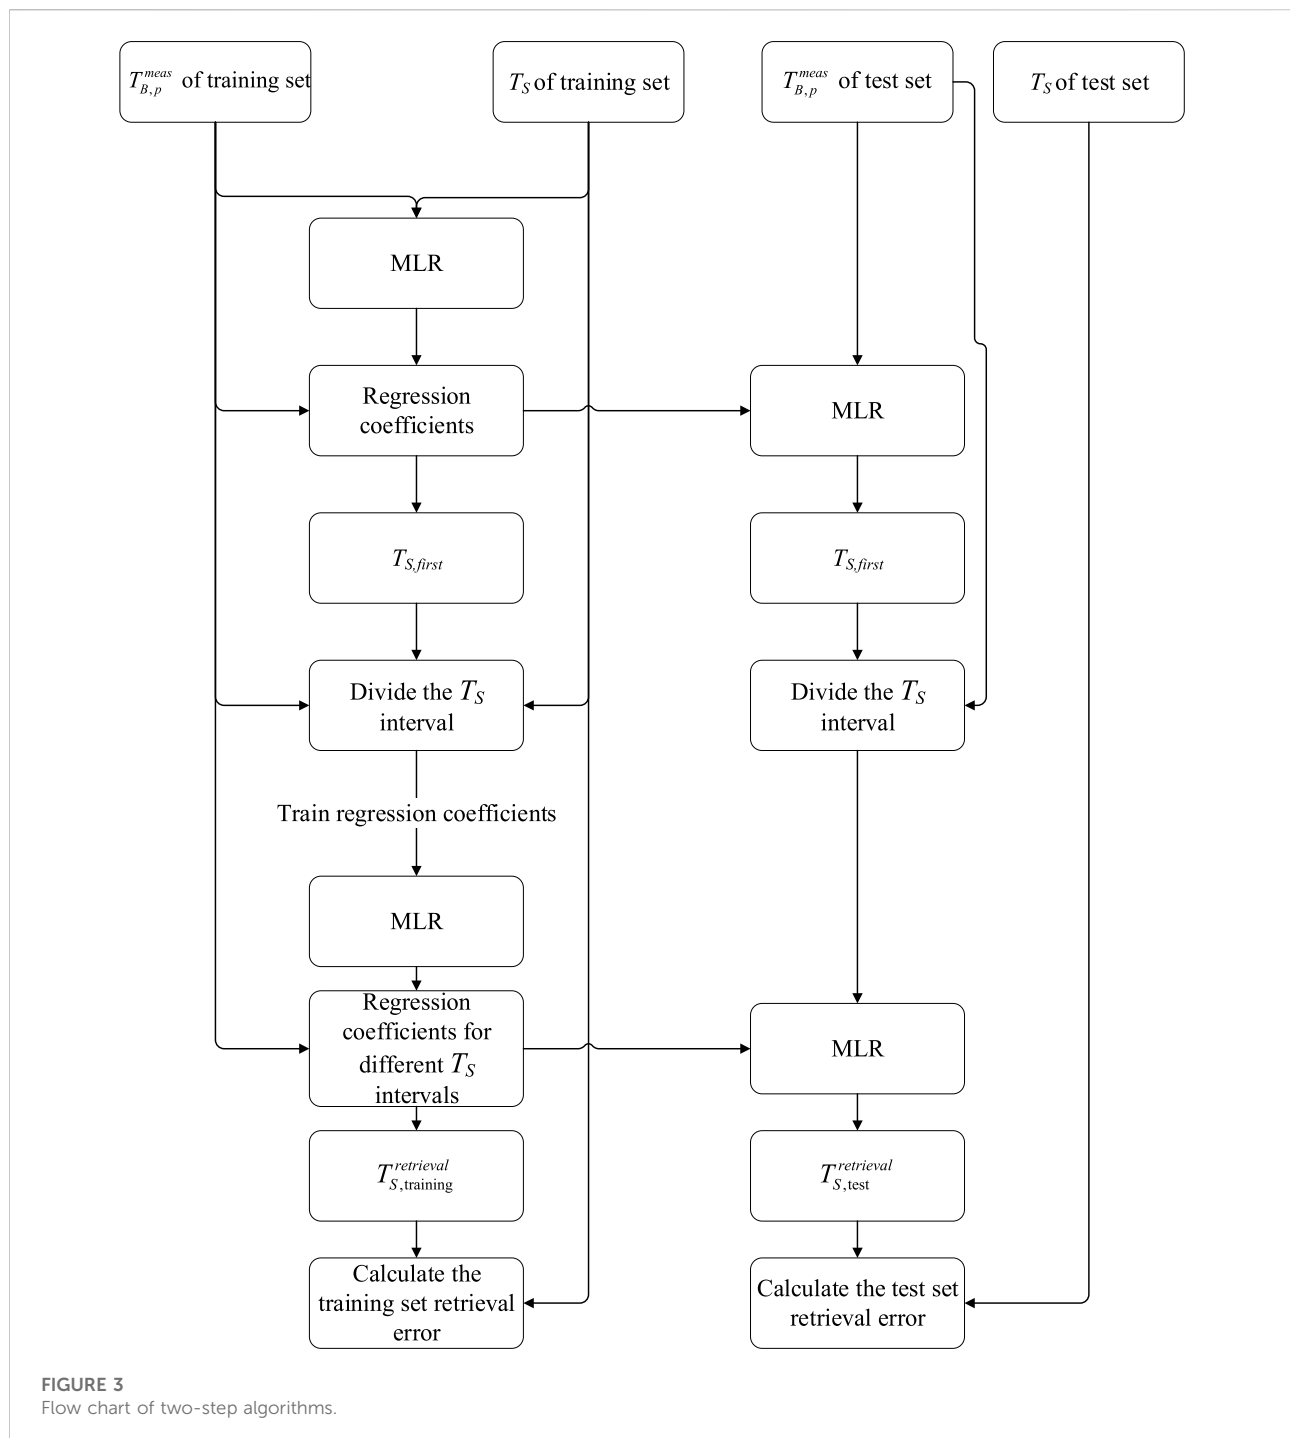 T_{B,p}^{meas} of training set
T_S of training set
T_{B,p}^{meas} of test set
T_S of test set
MLR
Regression
coefficients
MLR
T_{S,first}
T_{S,first}
Divide the T_S
interval
Divide the T_S
interval
Train regression coefficients
MLR
Regression
coefficients for
different T_S
intervals
MLR
T_{S,training}^{retrieval}
T_{S,test}^{retrieval}
Calculate the
training set retrieval
error
Calculate the test set
retrieval error
FIGURE 3
Flow chart of two-step algorithms.